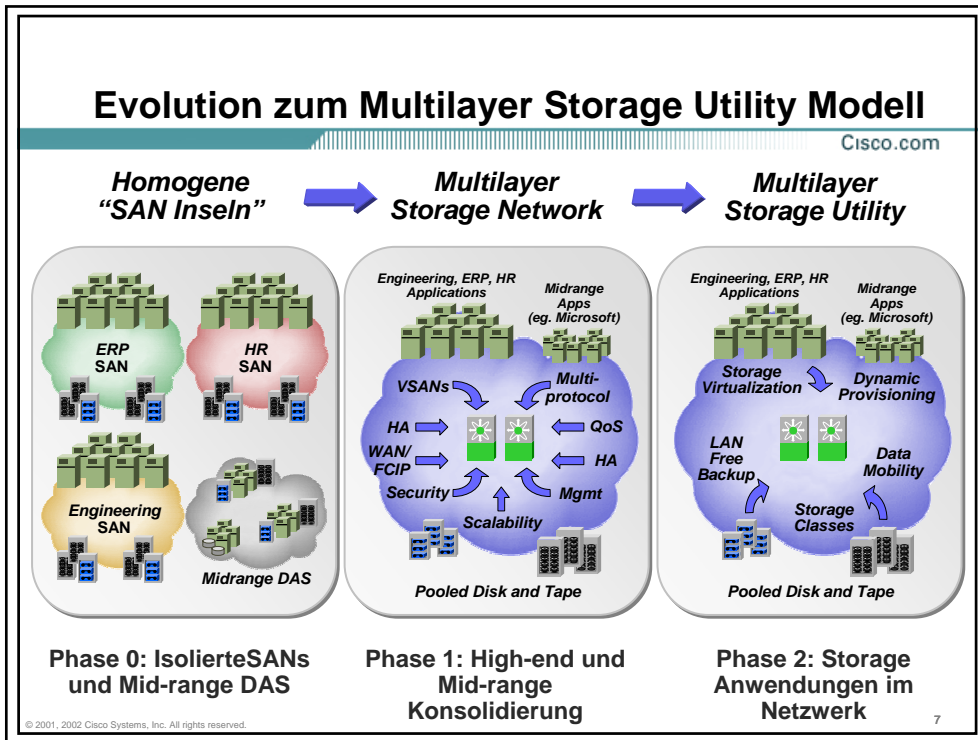 Evolution zum Multilayer Storage Utility Modell
Cisco.com
Homogene
“SAN Inseln”
Multilayer
Storage Network
Multilayer
Storage Utility
ERP
SAN
HR
SAN
Engineering
SAN
Midrange DAS
Engineering, ERP, HR
Applications
Midrange
Apps
(eg. Microsoft)
VSANs
Multi-
protocol
HA
QoS
WAN/
FCIP
HA
Security
Mgmt
Scalability
Pooled Disk and Tape
Engineering, ERP, HR
Applications
Midrange
Apps
(eg. Microsoft)
Storage
Virtualization
Dynamic
Provisioning
LAN
Free
Backup
Data
Mobility
Storage
Classes
Pooled Disk and Tape
Phase 0: IsolierteSANs
und Mid-range DAS
Phase 1: High-end und
Mid-range
Konsolidierung
Phase 2: Storage
Anwendungen im
Netzwerk
© 2001, 2002 Cisco Systems, Inc. All rights reserved.
7